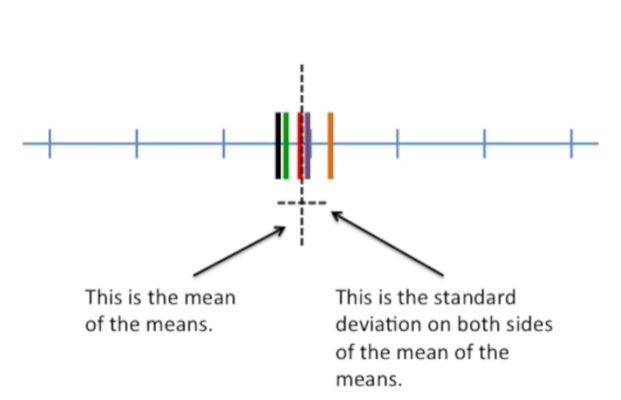 This is the mean
of the means.
This is the standard
deviation on both sides
of the mean of the
means.